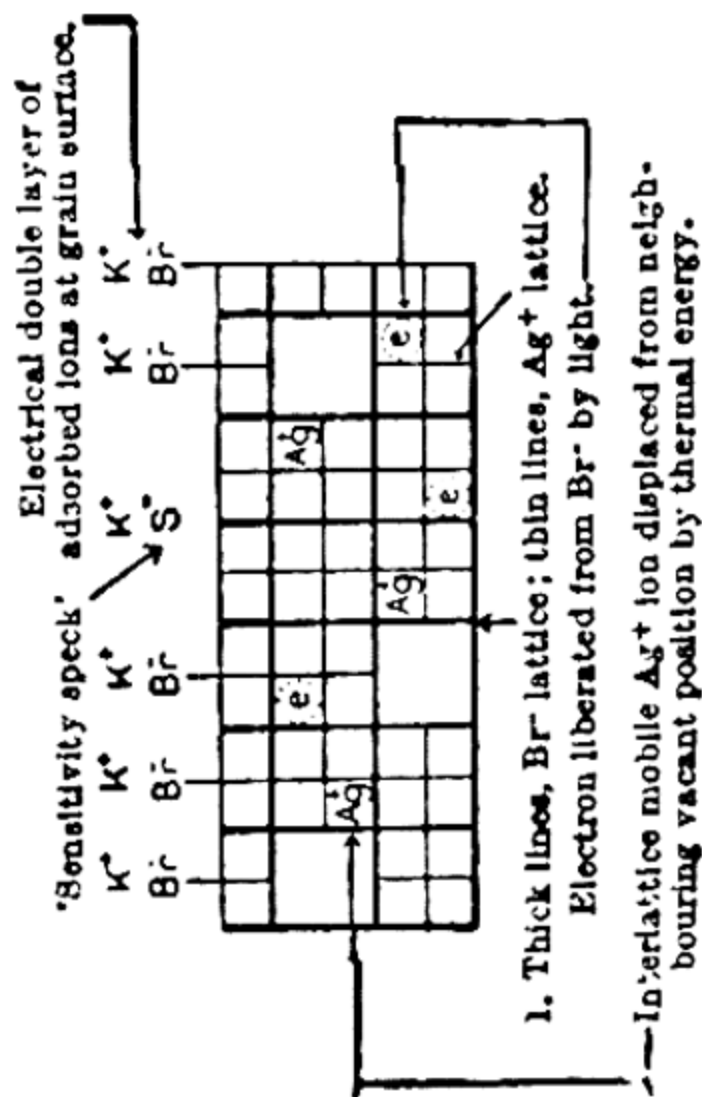 Electrical double layer of
"Sensitivity speck" adsorbed ions at grain surface.
K⁺ K⁺ K⁺ K⁺ K⁺ K⁺
Br⁻ Br⁻ Br⁻ S⁼ Br⁻ Br⁻
e Ag⁺
Ag⁺ Ag⁺ e
e
1. Thick lines, Br⁻ lattice; thin lines, Ag⁺ lattice.
Electron liberated from Br⁻ by light.
Interlattice mobile Ag⁺ ion displaced from neigh-
bouring vacant position by thermal energy.